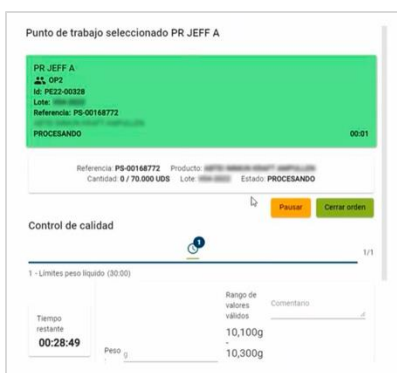 Punto de trabajo seleccionado PR JEFF A
PR JEFF A
OP2
Id: PE22-00328
Lote:
Referencia: PS-00168772
PROCESANDO 00:01
Referencia: PS-00168772 Producto:
Cantidad: 0 / 70.000 UDS Lote: Estado: PROCESANDO
Pausar Cerrar orden
Control de calidad
1
1/1
1 - Límites peso líquido (30:00)
Tiempo restante
00:28:49
Peso g
Rango de valores válidos
10,100g
-
10,300g
Comentario